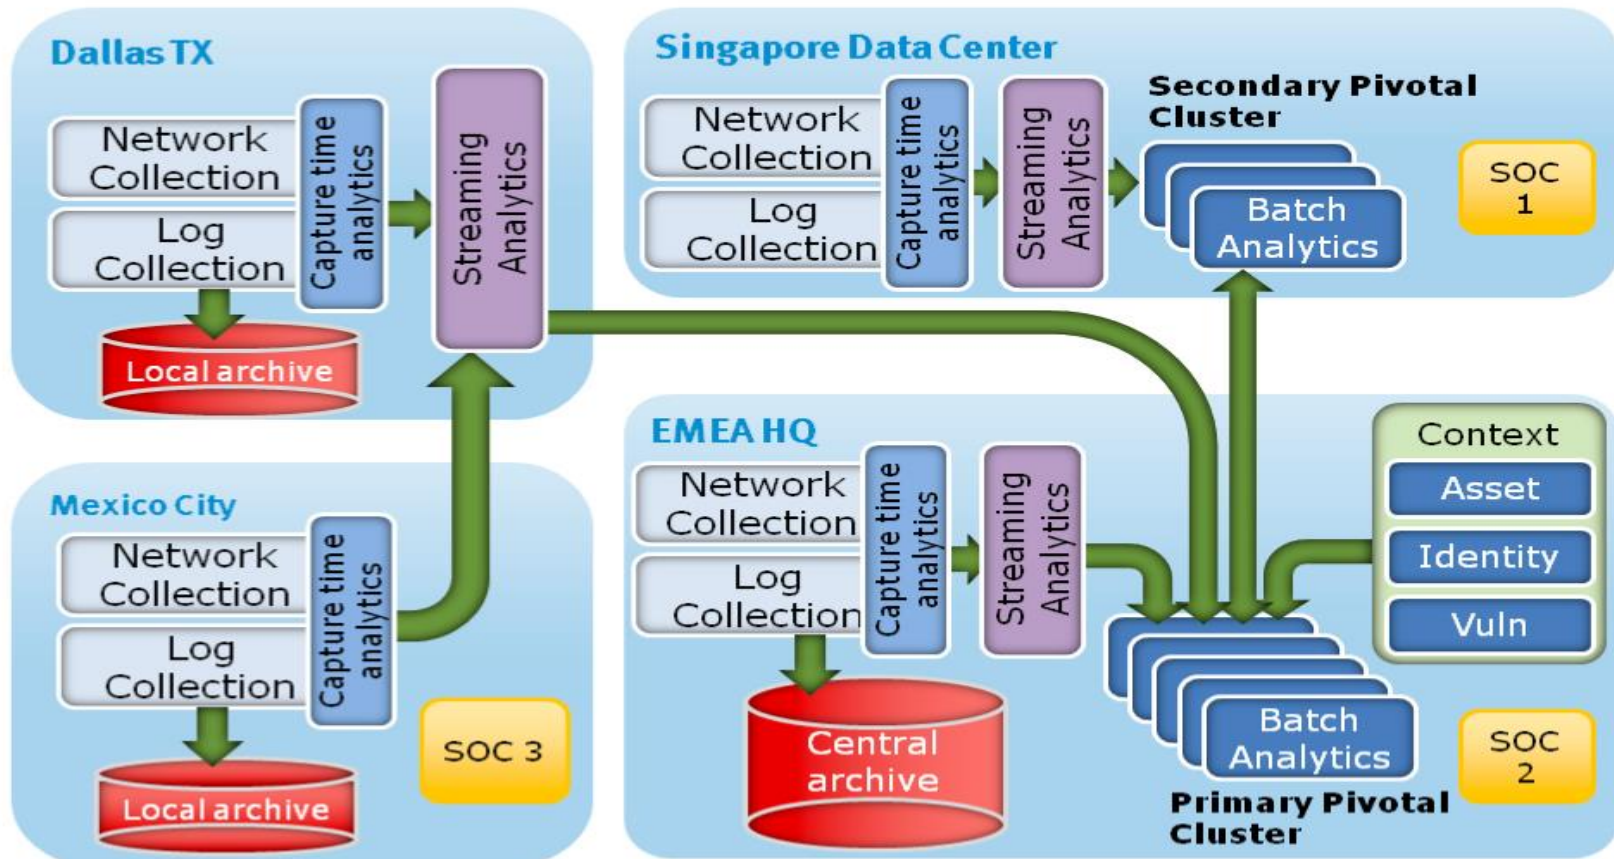 Dallas TX
Network
Collection
Log
Collection
Capture time
analytics
Streaming
Analytics
Local archive
Singapore Data Center
Network
Collection
Log
Collection
Capture time
analytics
Streaming
Analytics
Secondary Pivotal
Cluster
Batch
Analytics
SOC
1
Mexico City
Network
Collection
Log
Collection
Capture time
analytics
Local archive
SOC 3
EMEA HQ
Network
Collection
Log
Collection
Capture time
analytics
Streaming
Analytics
Central
archive
Context
Asset
Identity
Vuln
Batch
Analytics
Primary Pivotal
Cluster
SOC
2